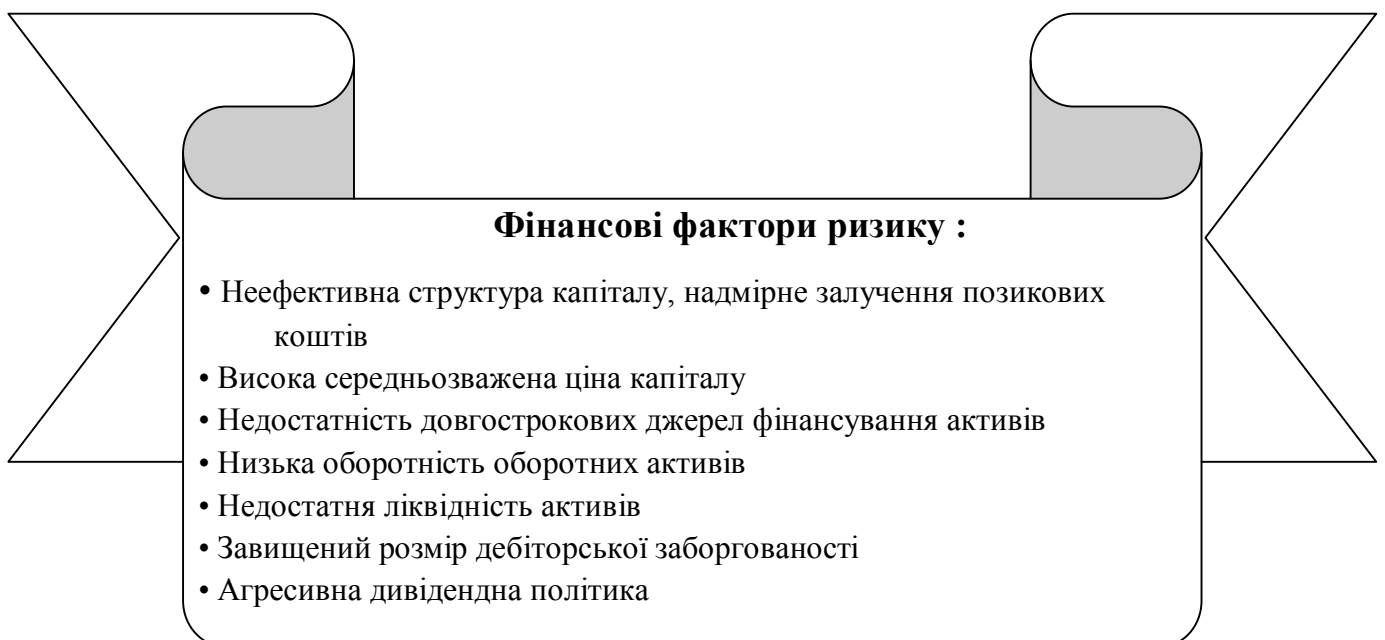 Фінансові фактори ризику :
• Неефективна структура капіталу, надмірне залучення позикових
коштів
• Висока середньозважена ціна капіталу
• Недостатність довгострокових джерел фінансування активів
• Низька оборотність оборотних активів
• Недостатня ліквідність активів
• Завищений розмір дебіторської заборгованості
• Агресивна дивідендна політика